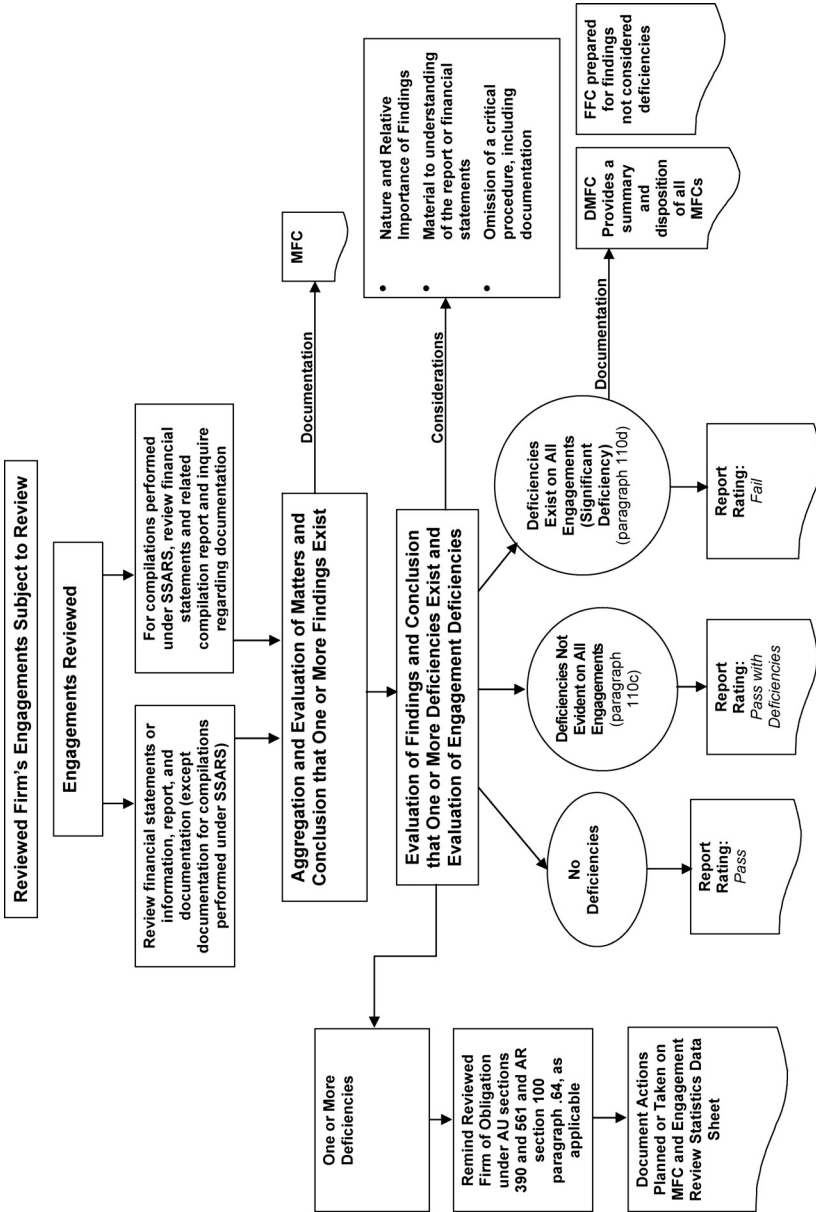 Reviewed Firm's Engagements Subject to Review
Engagements Reviewed
Review financial statements or
information, report, and
documentation (except
documentation for compilations
performed under SSARS)
For compilations performed
under SSARS, review financial
statements and related
compilation report and inquire
regarding documentation
Aggregation and Evaluation of Matters and
Conclusion that One or More Findings Exist
Documentation
MFC
Evaluation of Findings and Conclusion
that One or More Deficiencies Exist and
Evaluation of Engagement Deficiencies
Considerations
• Nature and Relative
Importance of Findings
• Material to understanding
of the report or financial
statements
• Omission of a critical
procedure, including
documentation
One or More
Deficiencies
Remind Reviewed
Firm of Obligation
under AU sections
390 and 561 and AR
section 100
paragraph .64, as
applicable
Document Actions
Planned or Taken on
MFC and Engagement
Review Statistics Data
Sheet
No
Deficiencies
Report
Rating:
Pass
Deficiencies Not
Evident on All
Engagements
(paragraph
110c)
Report
Rating:
Pass with
Deficiencies
Deficiencies
Exist on All
Engagements
(Significant
Deficiency)
(paragraph 110d)
Report
Rating:
Fail
Documentation
DMFC
Provides a
summary
and
disposition
of all
MFCs
FFC prepared
for findings
not considered
deficiencies